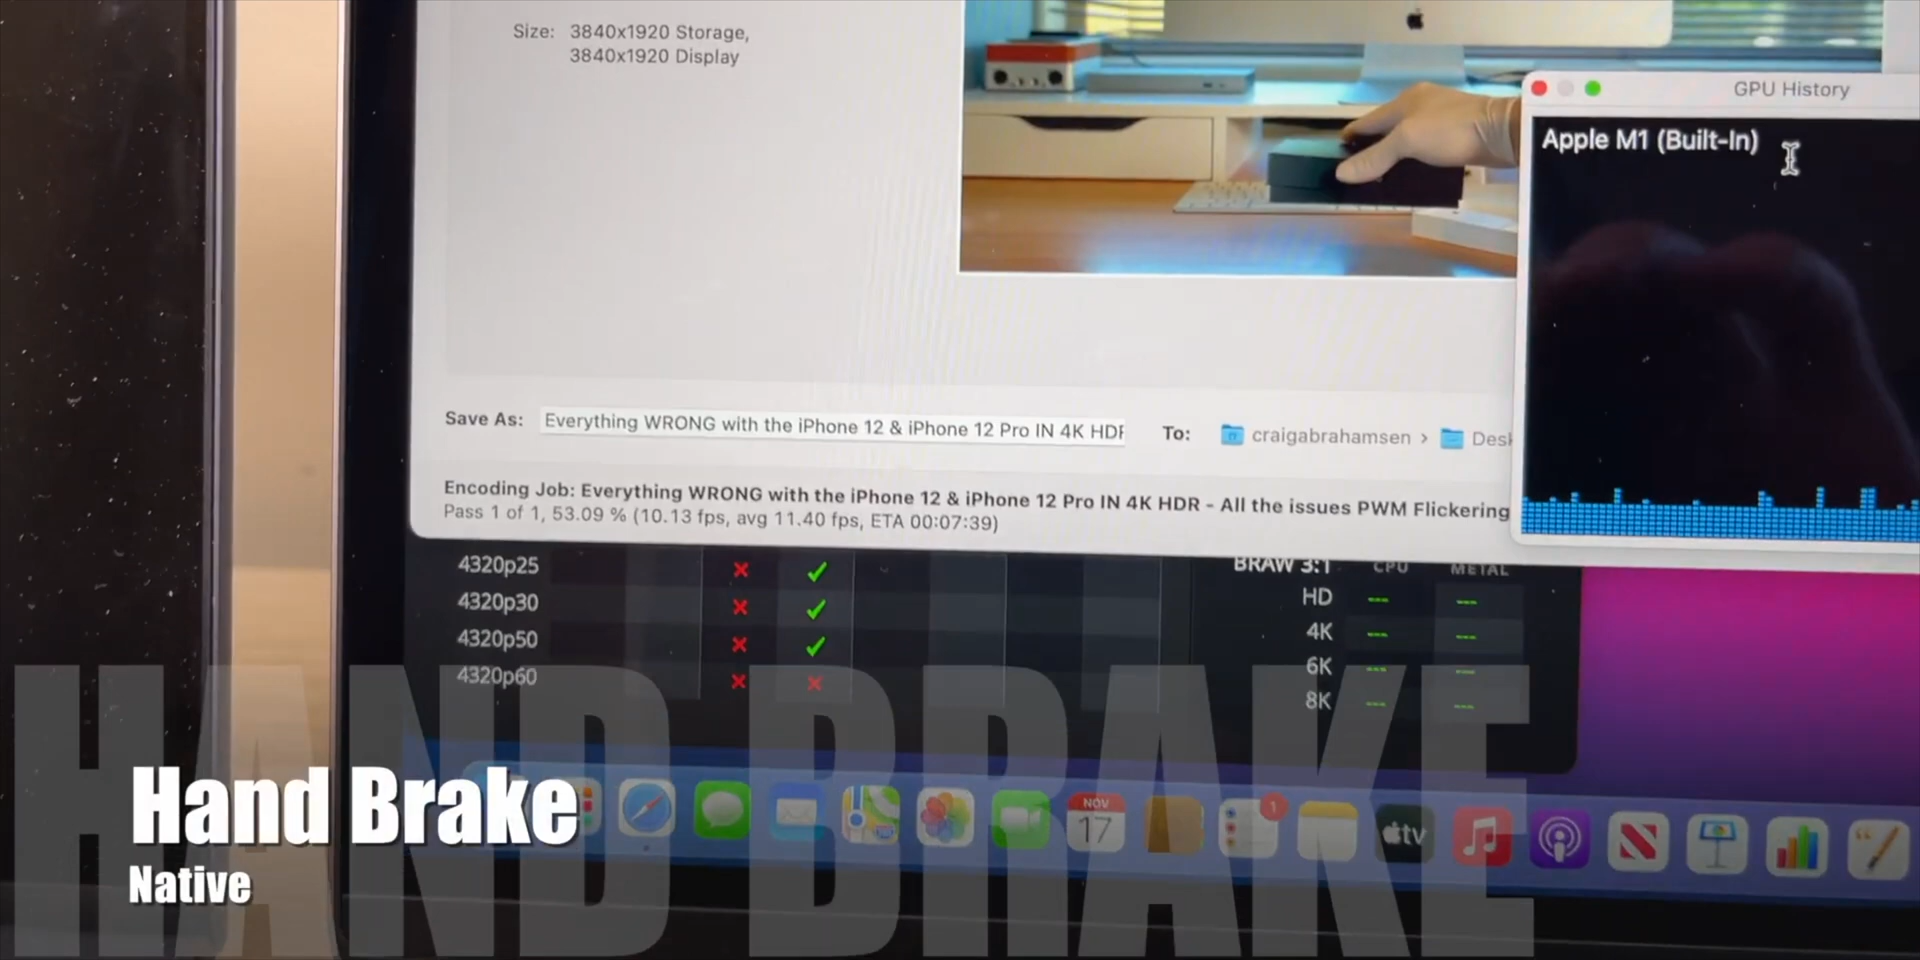 Size: 3840x1920 Storage,
3840x1920 Display
GPU History
Apple M1 (Built-In)
Save As: Everything WRONG with the iPhone 12 & iPhone 12 Pro IN 4K HDR To: craigabrahamsen > Desk
Encoding Job: Everything WRONG with the iPhone 12 & iPhone 12 Pro IN 4K HDR - All the issues PWM Flickering
Pass 1 of 1, 53.09 % (10.13 fps, avg 11.40 fps, ETA 00:07:39)
4320p25
4320p30
4320p50
4320p60
BRAW 3:1 CPU METAL
HD --- ---
4K --- ---
6K --- ---
8K --- ---
HAND BRAKE
Hand Brake
Native
NOV
17
1
tv